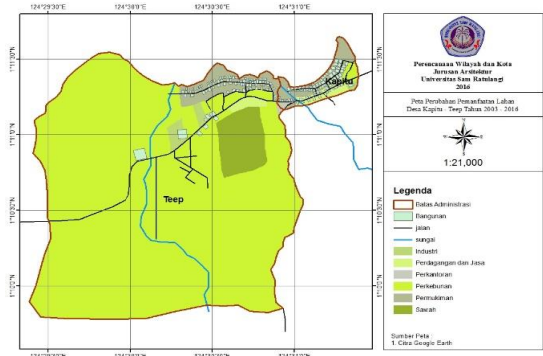 124°29'30"E 124°30'0"E 124°30'30"E 124°31'0"E
1°11'30"N
1°11'0"N
1°10'30"N
1°10'0"N
Kapitu
Teep
Perencanaan Wilayah dan Kota
Jurusan Arsitektur
Universitas Sam Ratulangi
2016
Peta Perubahan Pemanfaatan Lahan
Desa Kapitu - Teep Tahun 2003 - 2016
1:21,000
Legenda
Batas Adminsitrasi
Bangunan
jalan
sungai
Industri
Perdagangan dan Jasa
Perkantoran
Perkebunan
Permukiman
Sawah
Sumber Peta :
1. Citra Google Earth